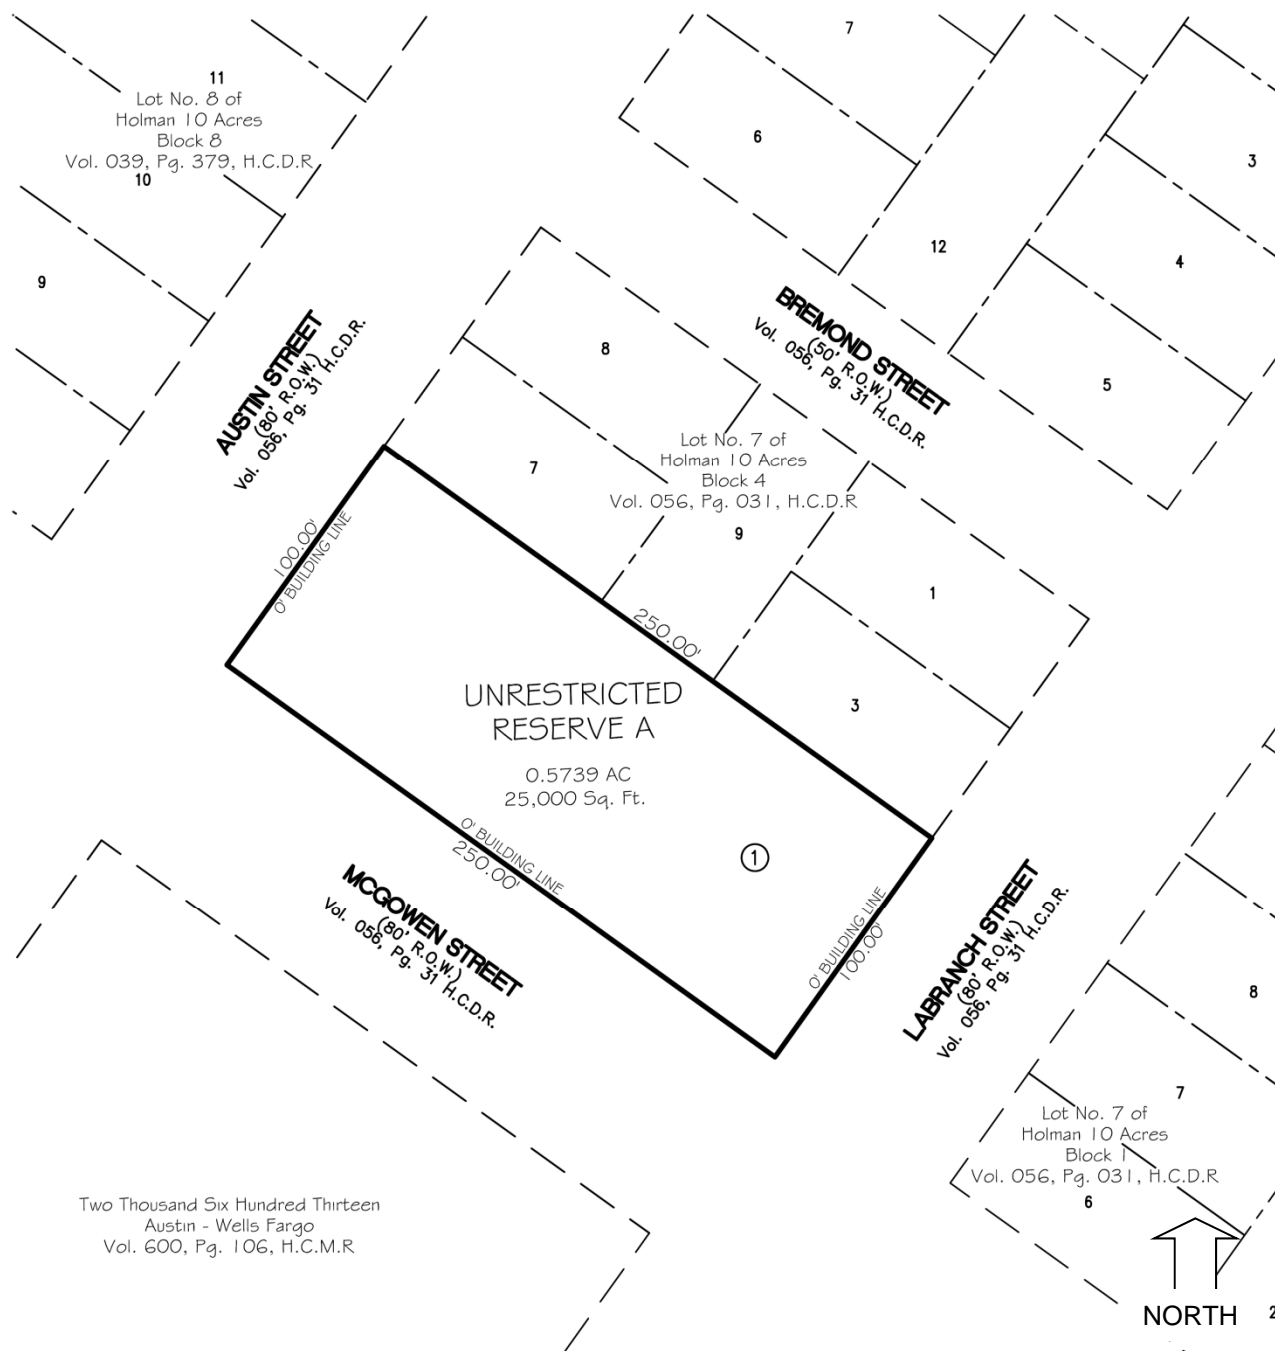 7
11
Lot No. 8 of
Holman 10 Acres
Block 8
Vol. 039, Pg. 379, H.C.D.R
10
9
6
3
12
4
5
AUSTIN STREET
(80' R.O.W.)
Vol. 056, Pg. 31 H.C.D.R.
BREMOND STREET
(50' R.O.W.)
Vol. 056, Pg. 31 H.C.D.R.
8
7
Lot No. 7 of
Holman 10 Acres
Block 4
Vol. 056, Pg. 031, H.C.D.R
9
1
3
100.00'
0' BUILDING LINE
250.00'
UNRESTRICTED
RESERVE A
0.5739 AC
25,000 Sq. Ft.
0' BUILDING LINE
250.00'
1
0' BUILDING LINE
100.00'
MCGOWEN STREET
(80' R.O.W.)
Vol. 056, Pg. 31 H.C.D.R.
LABRANCH STREET
(80' R.O.W.)
Vol. 056, Pg. 31 H.C.D.R.
8
7
Lot No. 7 of
Holman 10 Acres
Block 1
Vol. 056, Pg. 031, H.C.D.R
6
Two Thousand Six Hundred Thirteen
Austin - Wells Fargo
Vol. 600, Pg. 106, H.C.M.R
NORTH
2